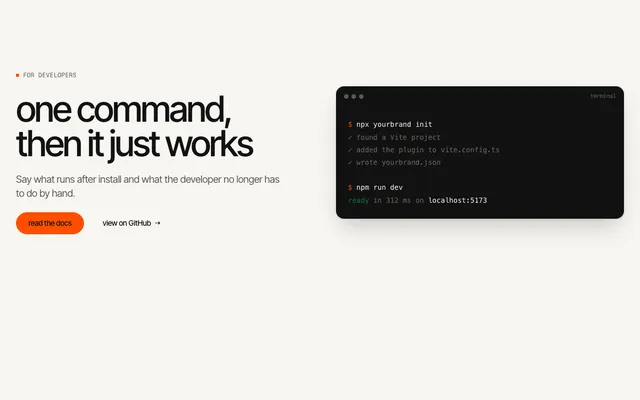 FOR DEVELOPERS
one command,
then it just works
Say what runs after install and what the developer no longer has
to do by hand.
read the docs
view on GitHub →
terminal
$ npx yourbrand init
✓ found a Vite project
✓ added the plugin to vite.config.ts
✓ wrote yourbrand.json
$ npm run dev
ready in 312 ms on localhost:5173